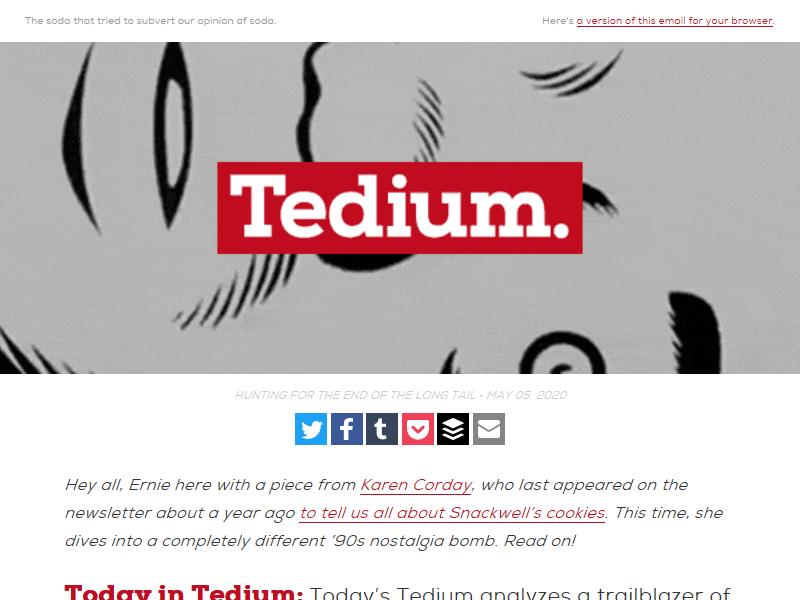 The soda that tried to subvert our opinion of soda.
Here's a version of this email for your browser.
Tedium.
HUNTING FOR THE END OF THE LONG TAIL • MAY 05, 2020
Hey all, Ernie here with a piece from Karen Corday, who last appeared on the
newsletter about a year ago to tell us all about Snackwell's cookies. This time, she
dives into a completely different '90s nostalgia bomb. Read on!
Today in Tedium: Today's Tedium analyzes a trailblazer of